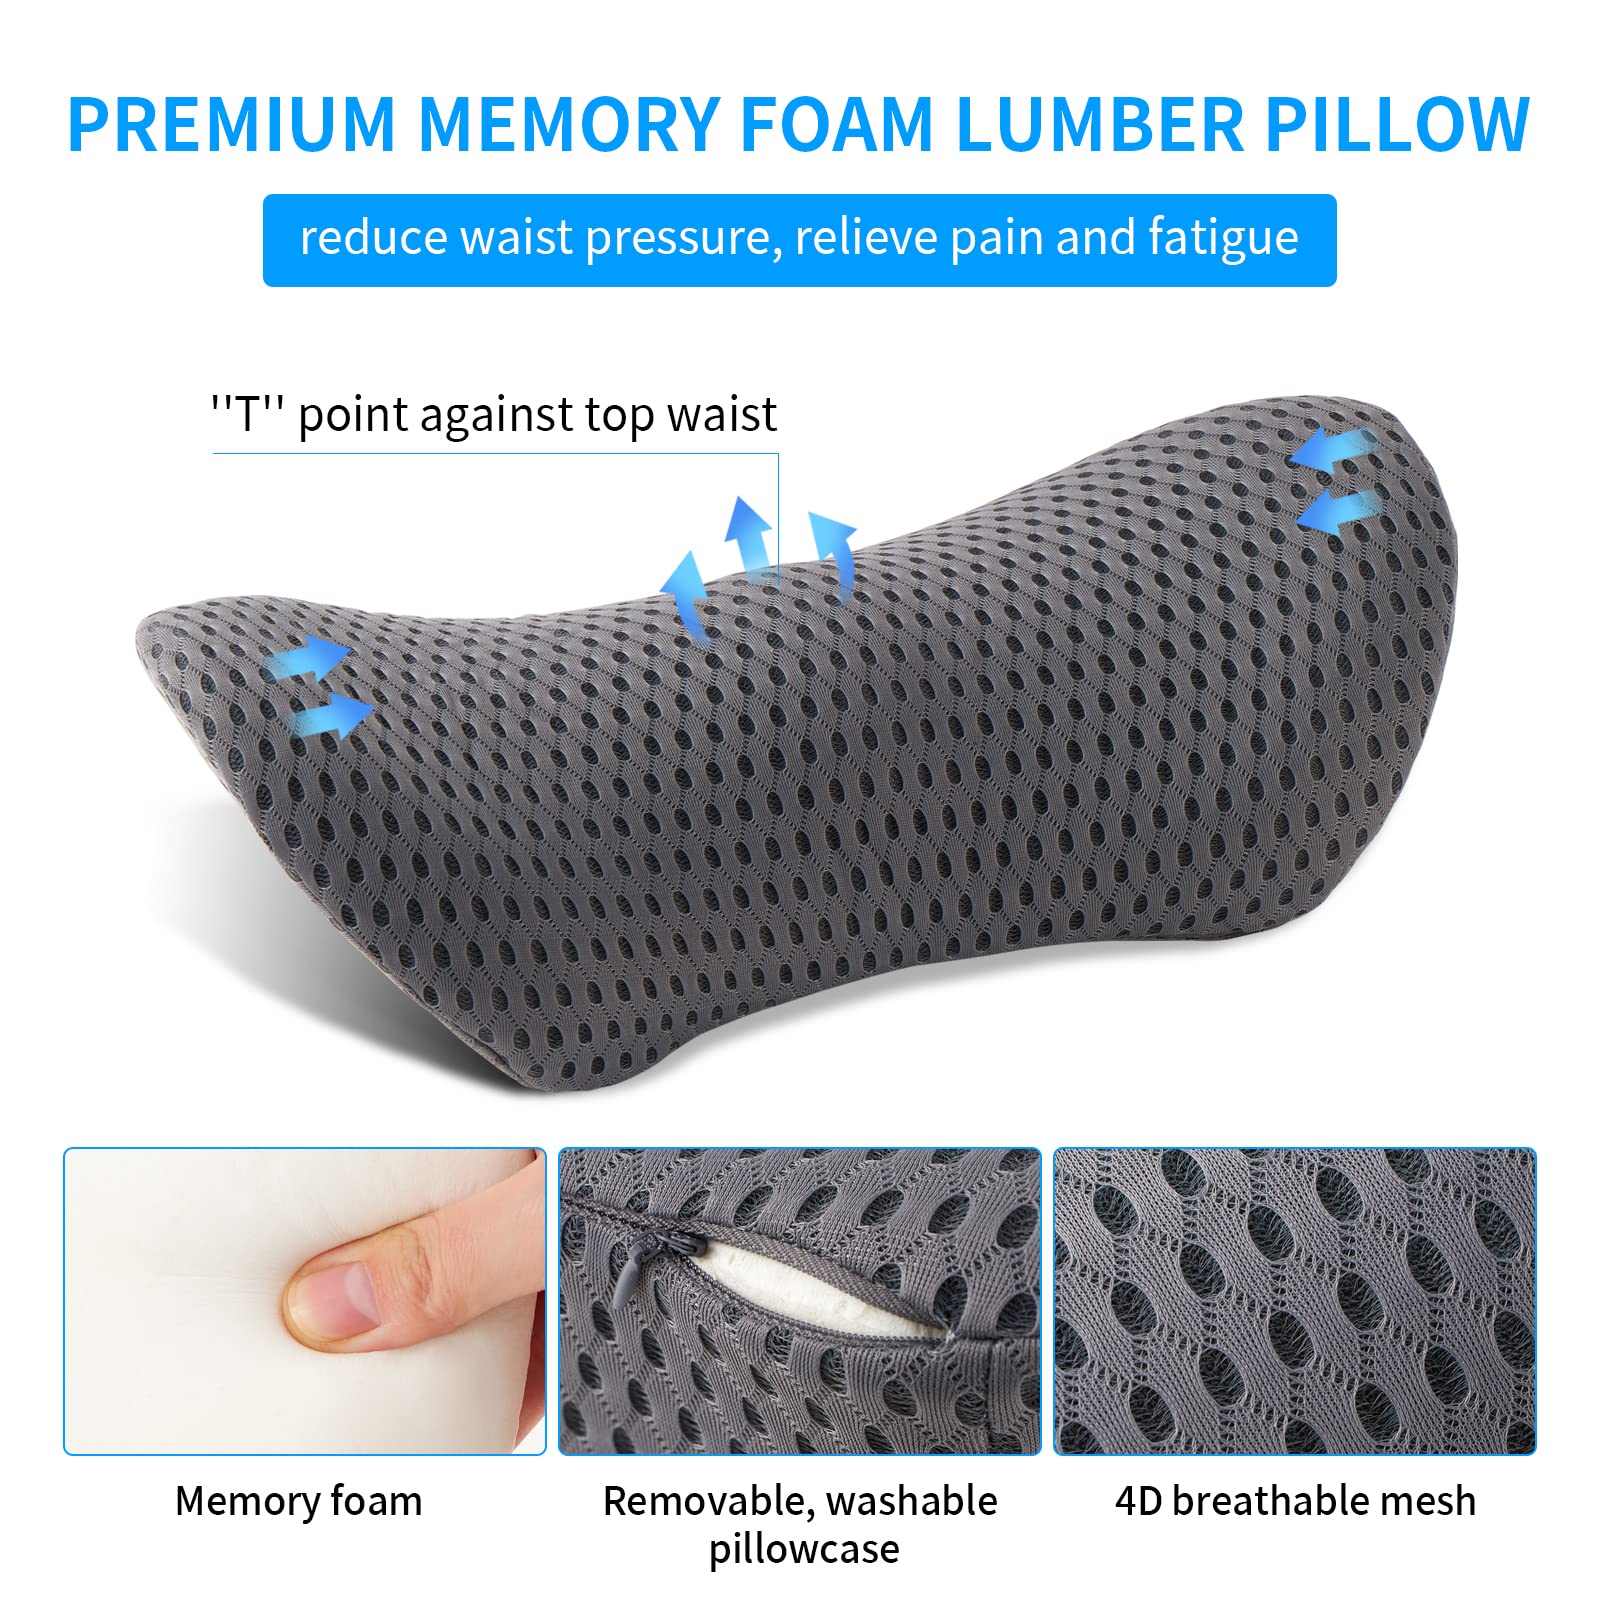 PREMIUM MEMORY FOAM LUMBER PILLOW
reduce waist pressure, relieve pain and fatigue
''T'' point against top waist
Memory foam
Removable, washable
pillowcase
4D breathable mesh